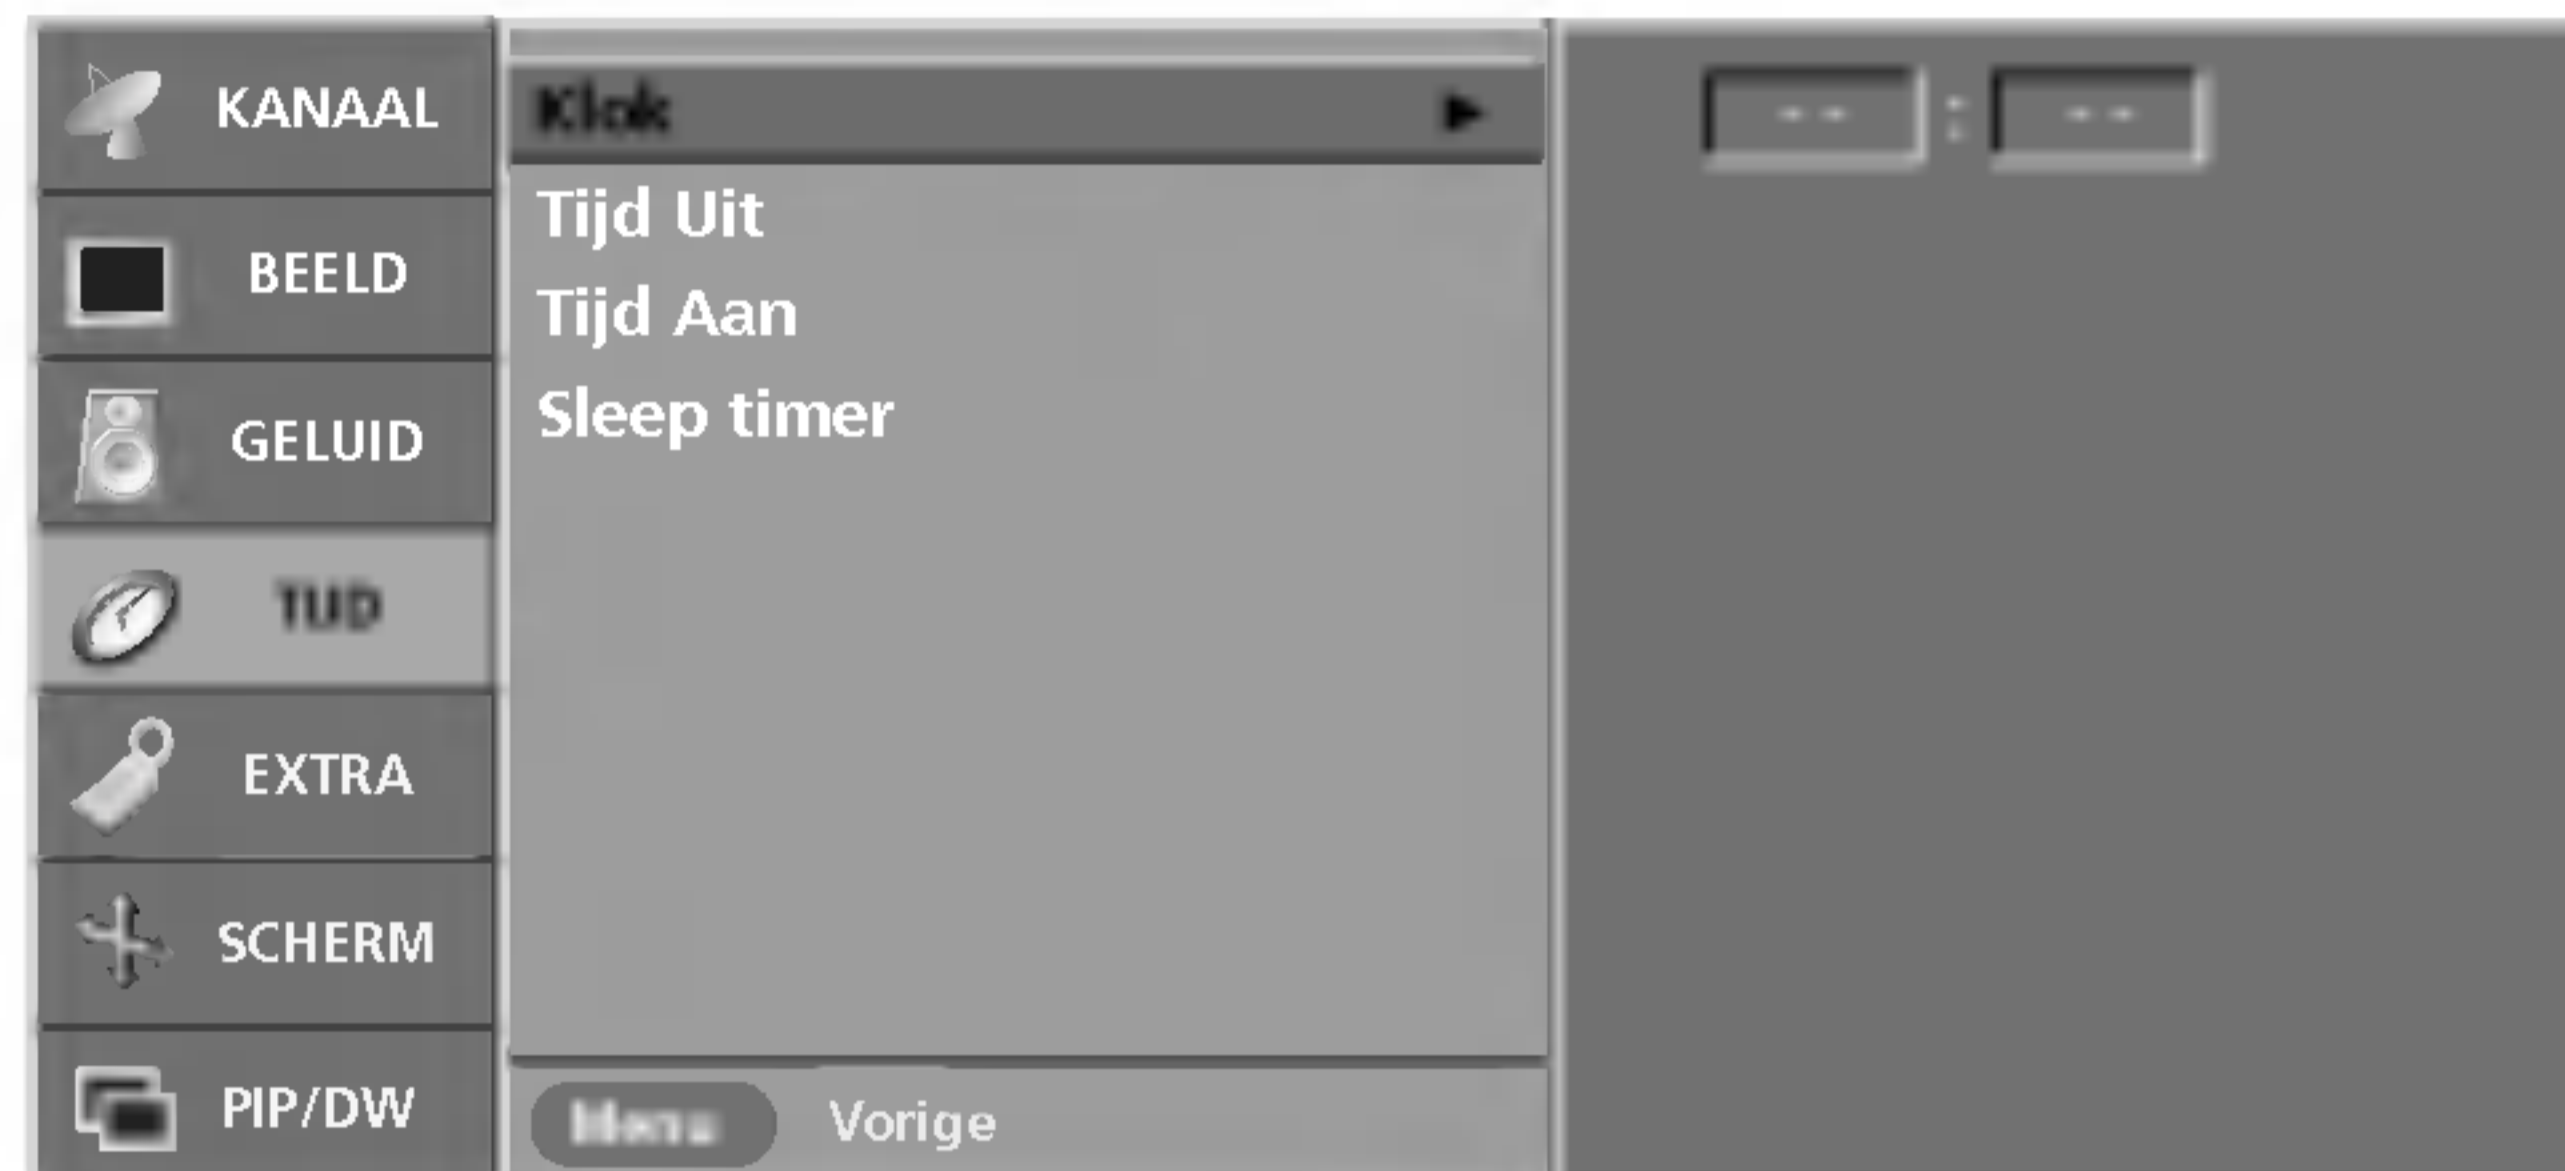 KANAAL
BEELD
GELUID
TIJD
EXTRA
SCHERM
PIP/DW
Klok ►
Tijd Uit
Tijd Aan
Sleep timer
Menu Vorige
-- : --